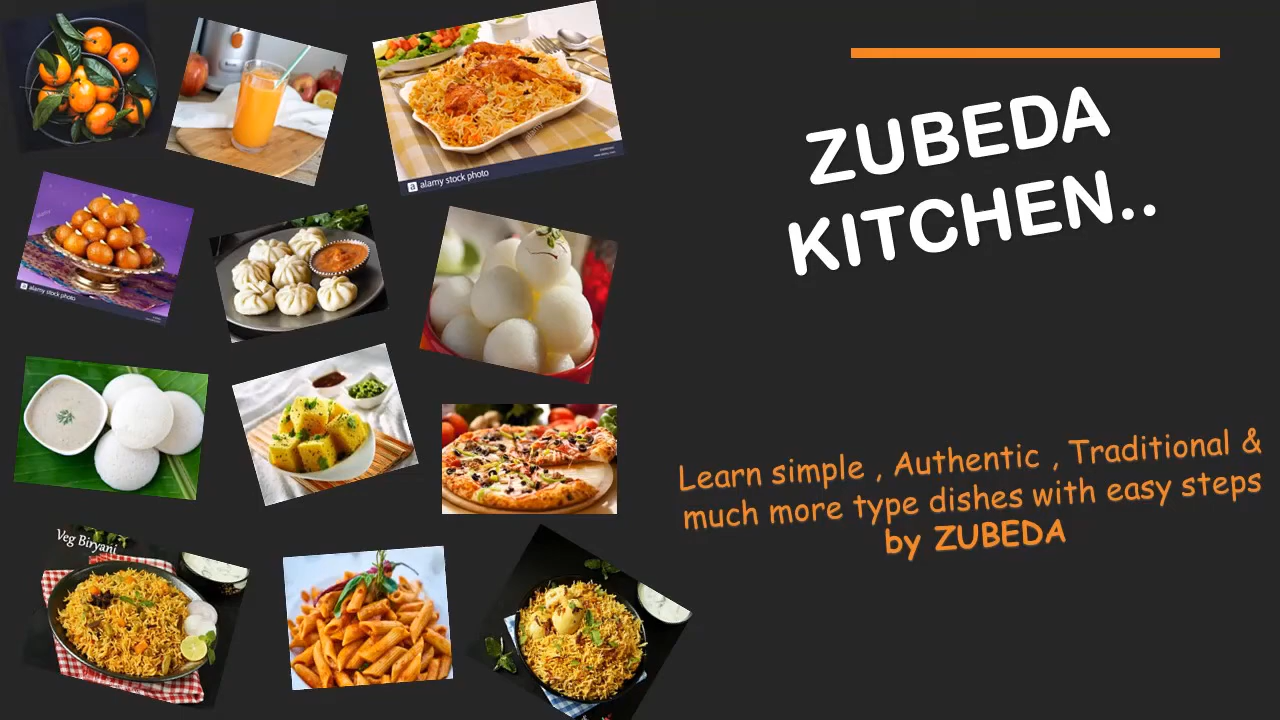 ZUBEDA
KITCHEN..
Learn simple , Authentic , Traditional &
much more type dishes with easy steps
by ZUBEDA
a alamy stock photo
a alamy stock photo
Veg Biryani